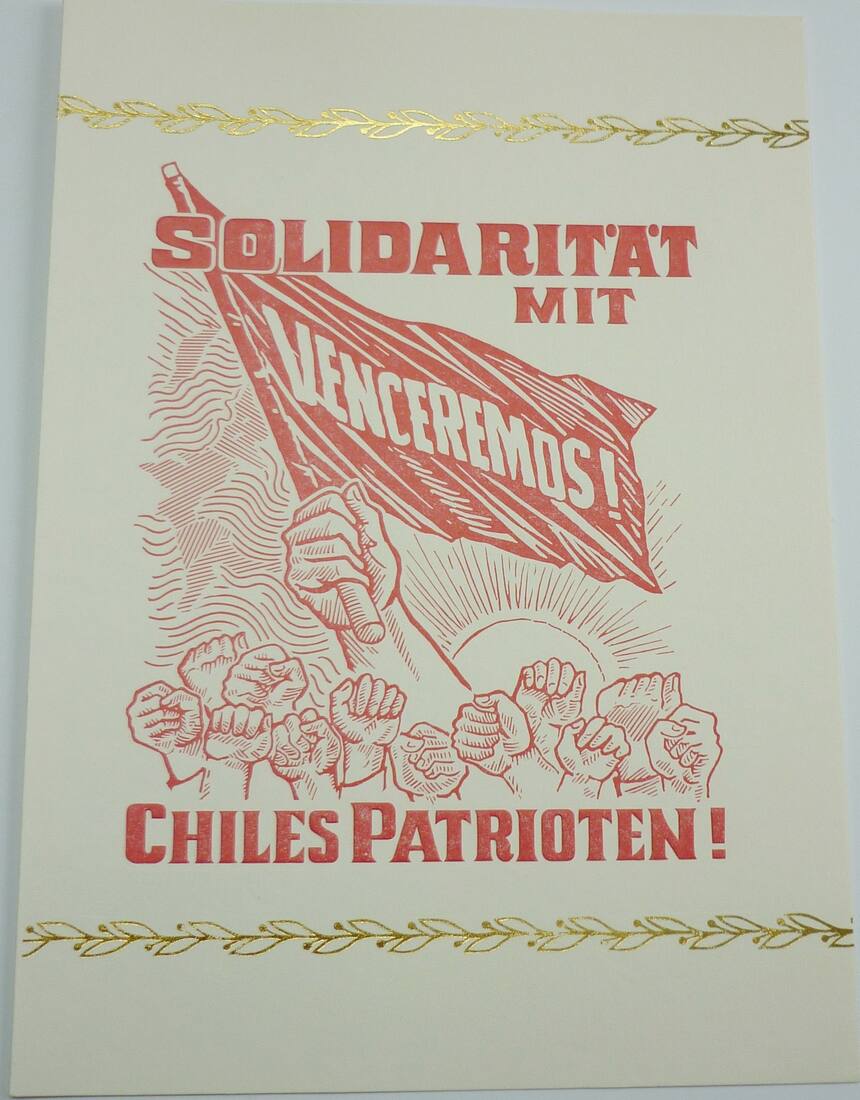 SOLIDARITÄT
MIT
VENCEREMOS!
CHILES PATRIOTEN!